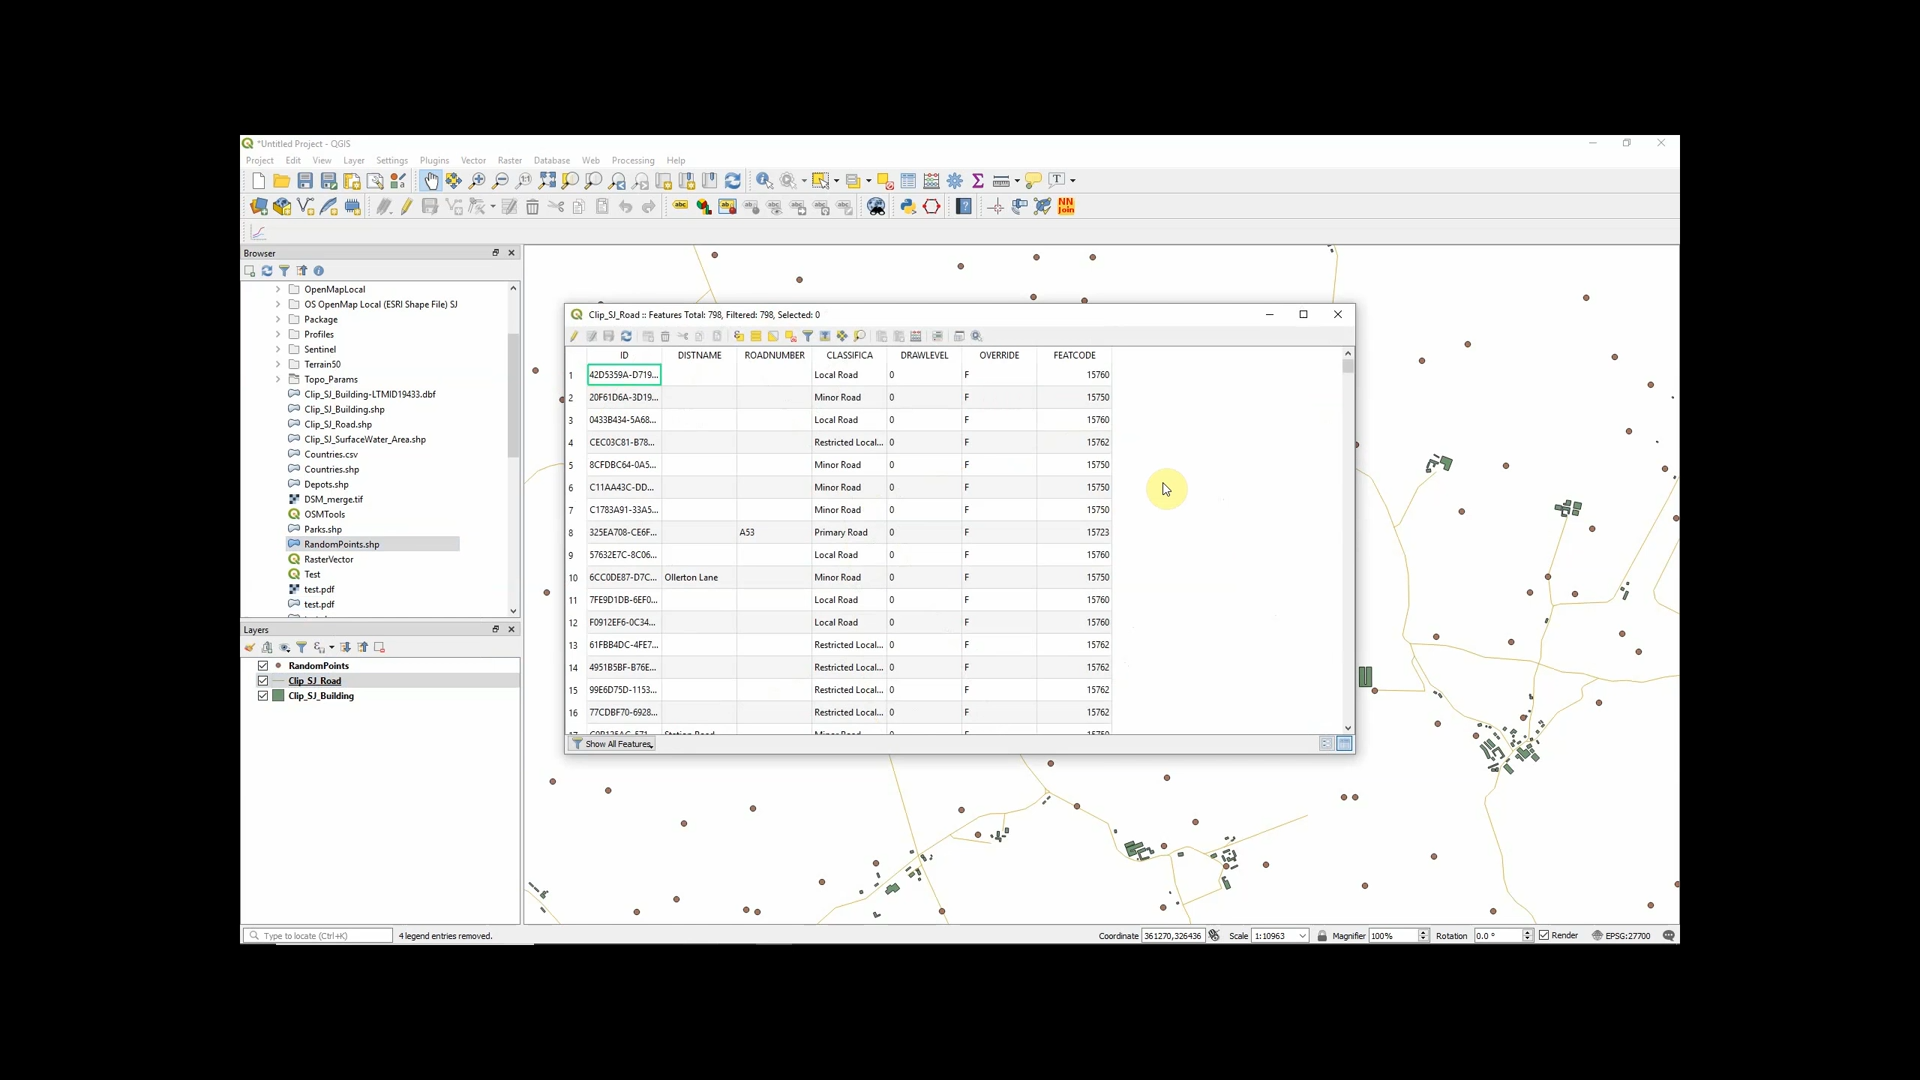 *Untitled Project - QGIS
Project Edit View Layer Settings Plugins Vector Raster Database Web Processing Help
Browser
OpenMapLocal
OS OpenMap Local (ESRI Shape File) SJ
Package
Profiles
Sentinel
Terrain50
Topo_Params
Clip_SJ_Building-LTMID19433.dbf
Clip_SJ_Building.shp
Clip_SJ_Road.shp
Clip_SJ_SurfaceWater_Area.shp
Countries.csv
Countries.shp
Depots.shp
DSM_merge.tif
OSMTools
Parks.shp
RandomPoints.shp
RasterVector
Test
test.pdf
test.pdf
Layers
RandomPoints
Clip_SJ_Road
Clip_SJ_Building
Clip_SJ_Road :: Features Total: 798, Filtered: 798, Selected: 0
ID DISTNAME ROADNUMBER CLASSIFICA DRAWLEVEL OVERRIDE FEATCODE
1 42D5359A-D719... Local Road 0 F 15760
2 20F61D6A-3D19... Minor Road 0 F 15750
3 0433B434-5A68... Local Road 0 F 15760
4 CEC03C81-B78... Restricted Local... 0 F 15762
5 8CFDBC64-0A5... Minor Road 0 F 15750
6 C11AA43C-DD... Minor Road 0 F 15750
7 C1783A91-33A5... Minor Road 0 F 15750
8 325EA708-CE6F... A53 Primary Road 0 F 15723
9 57632E7C-8C06... Local Road 0 F 15760
10 6CC0DE87-D7C... Ollerton Lane Minor Road 0 F 15750
11 7FE9D1DB-6EF0... Local Road 0 F 15760
12 F0912EF6-0C34... Local Road 0 F 15760
13 61FBB4DC-4FE7... Restricted Local... 0 F 15762
14 4951B5BF-B76E... Restricted Local... 0 F 15762
15 99E6D75D-1153... Restricted Local... 0 F 15762
16 77CDBF70-6928... Restricted Local... 0 F 15762
Station Road Minor Road 0 F 15750
Show All Features
NN Join
Type to locate (Ctrl+K) 4 legend entries removed. Coordinate 361270,326436 Scale 1:10963 Magnifier 100% Rotation 0.0 ° Render EPSG:27700